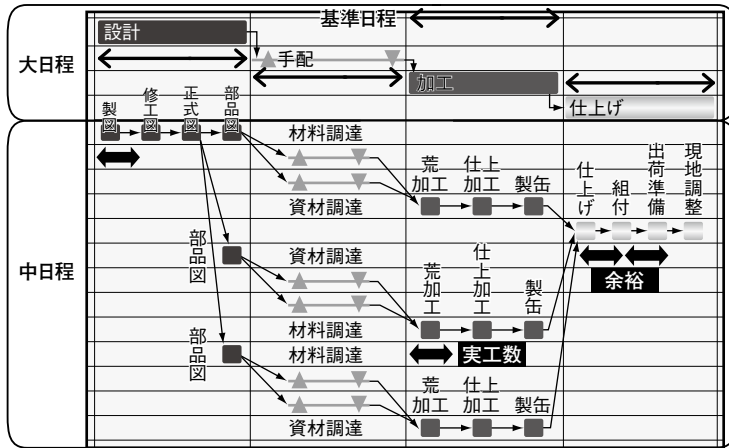 基準日程
大日程
設計
手配
加工
仕上げ
中日程
製図
修工図
正式図
部品図
材料調達
資材調達
荒加工
仕上加工
製缶
仕上げ
組付
出荷準備
現地調整
余裕
部品図
資材調達
材料調達
荒加工
仕上加工
製缶
実工数
部品図
材料調達
資材調達
荒加工
仕上加工
製缶